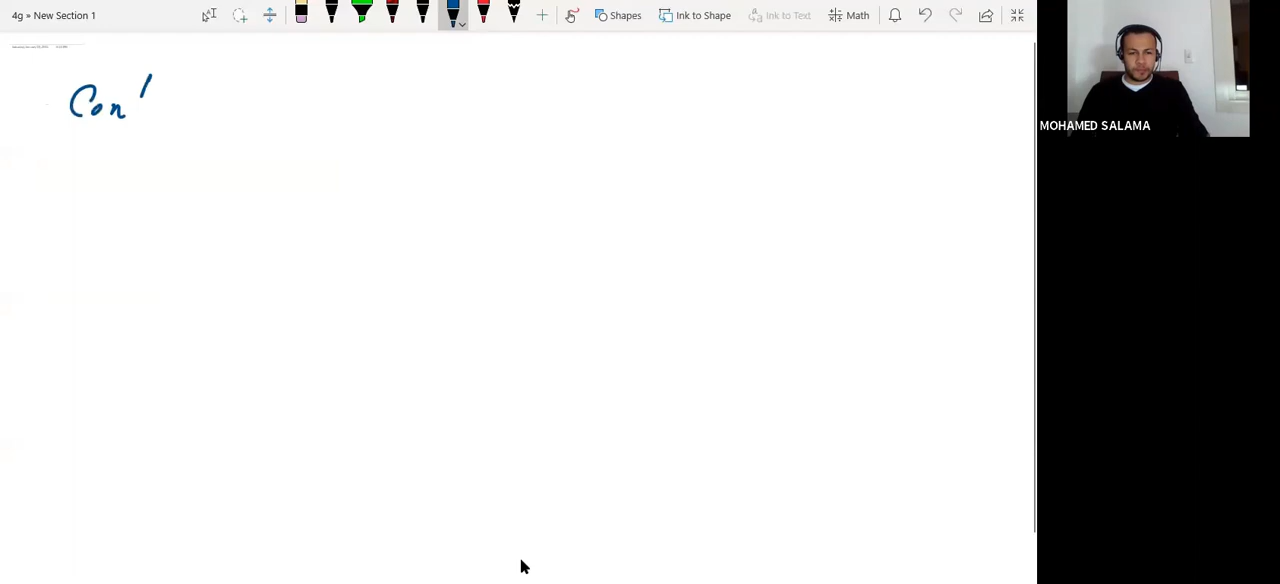 4g » New Section 1
Shapes
Ink to Shape
Ink to Text
Math
Con'
MOHAMED SALAMA